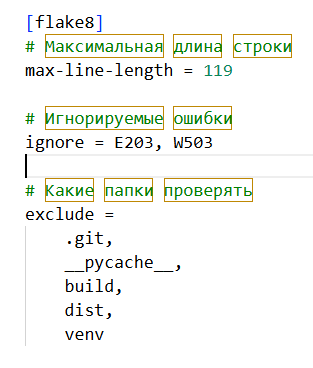 [flake8]
# Максимальная длина строки
max-line-length = 119
# Игнорируемые ошибки
ignore = E203, W503
# Какие папки проверять
exclude =
    .git,
    __pycache__,
    build,
    dist,
    venv